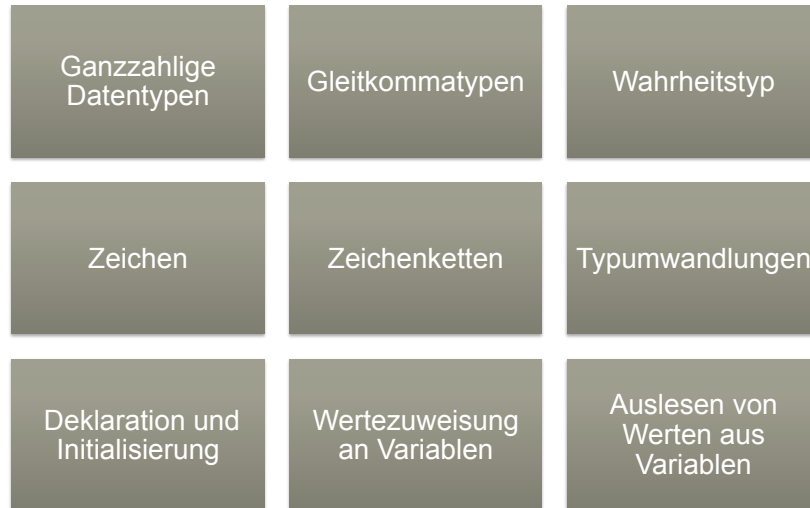 Ganzzahlige
Datentypen
Gleitkommatypen
Wahrheitstyp
Zeichen
Zeichenketten
Typumwandlungen
Deklaration und
Initialisierung
Wertezuweisung
an Variablen
Auslesen von
Werten aus
Variablen